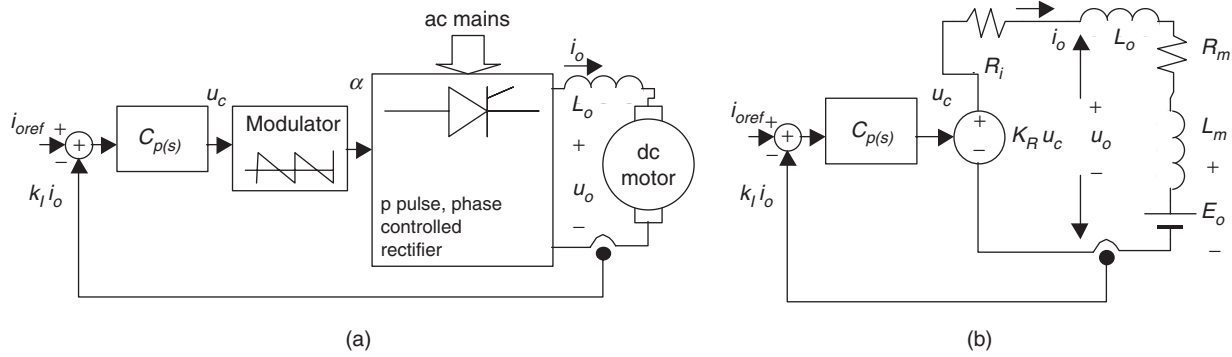 ac mains
i_o
α
u_c
L_o
i_oref
+
−
+
C_p(s)
Modulator
+
u_o
−
dc
motor
k_I i_o
p pulse, phase
controlled
rectifier
(a)
i_o
L_o
R_m
R_i
u_c
i_oref
+
−
+
C_p(s)
+
−
K_R u_c
+
u_o
−
L_m
+
E_o
−
k_I i_o
(b)